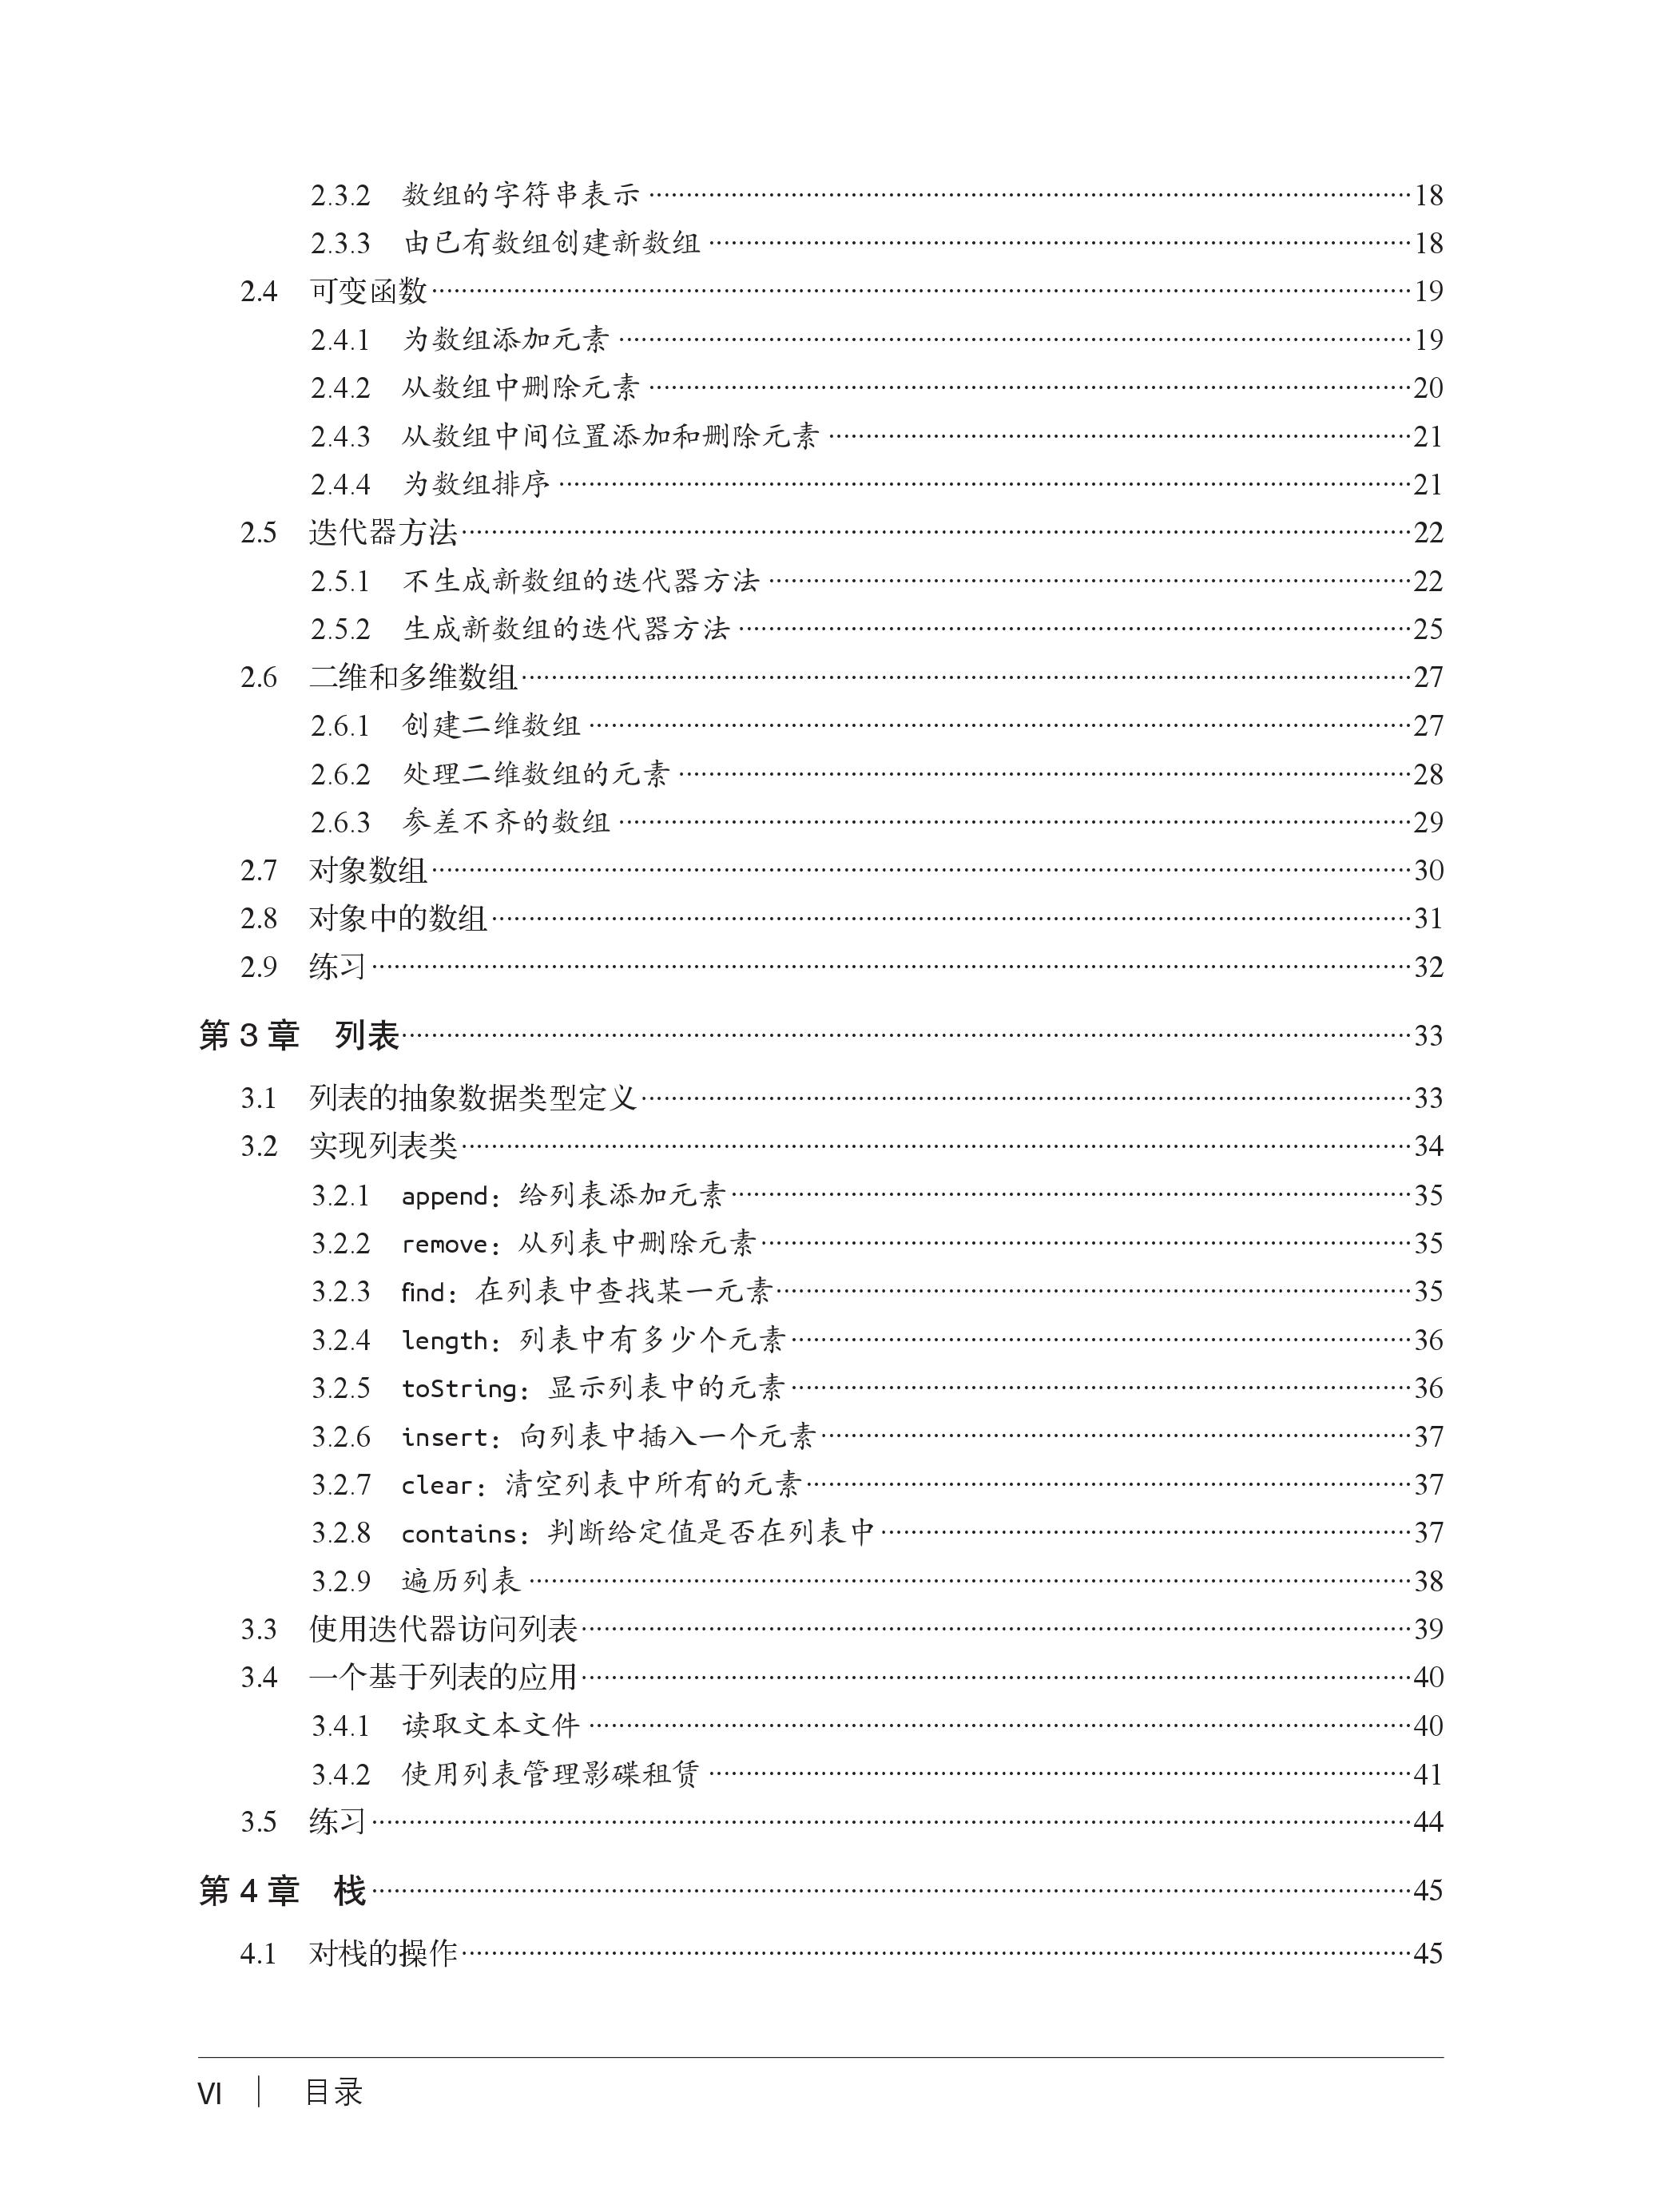 2.3.2 数组的字符串表示 18
2.3.3 由已有数组创建新数组 18
2.4 可变函数 19
2.4.1 为数组添加元素 19
2.4.2 从数组中删除元素 20
2.4.3 从数组中间位置添加和删除元素 21
2.4.4 为数组排序 21
2.5 迭代器方法 22
2.5.1 不生成新数组的迭代器方法 22
2.5.2 生成新数组的迭代器方法 25
2.6 二维和多维数组 27
2.6.1 创建二维数组 27
2.6.2 处理二维数组的元素 28
2.6.3 参差不齐的数组 29
2.7 对象数组 30
2.8 对象中的数组 31
2.9 练习 32
第 3 章 列表 33
3.1 列表的抽象数据类型定义 33
3.2 实现列表类 34
3.2.1 append：给列表添加元素 35
3.2.2 remove：从列表中删除元素 35
3.2.3 find：在列表中查找某一元素 35
3.2.4 length：列表中有多少个元素 36
3.2.5 toString：显示列表中的元素 36
3.2.6 insert：向列表中插入一个元素 37
3.2.7 clear：清空列表中所有的元素 37
3.2.8 contains：判断给定值是否在列表中 37
3.2.9 遍历列表 38
3.3 使用迭代器访问列表 39
3.4 一个基于列表的应用 40
3.4.1 读取文本文件 40
3.4.2 使用列表管理影碟租赁 41
3.5 练习 44
第 4 章 栈 45
4.1 对栈的操作 45
VI | 目录